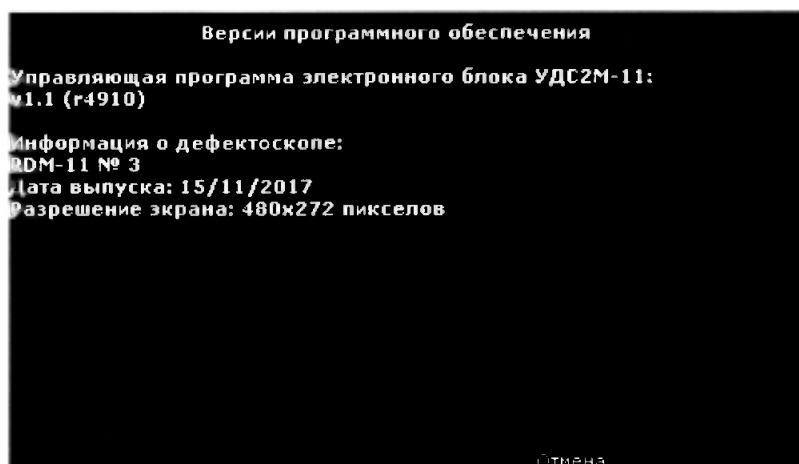 Версии программного обеспечения
Управляющая программа электронного блока УДС2М-11:
v1.1 (r4910)
Информация о дефектоскопе:
RDM-11 № 3
Дата выпуска: 15/11/2017
Разрешение экрана: 480x272 пикселов
Отмена